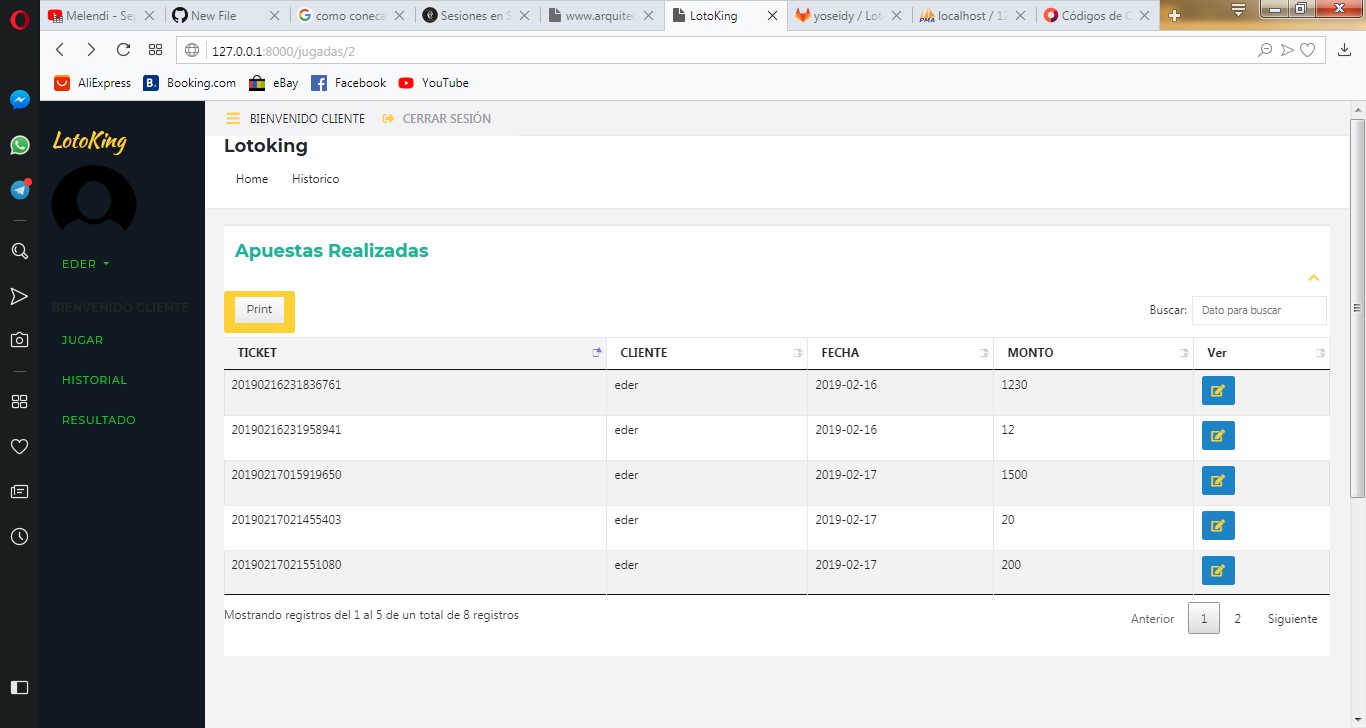 Melendi - Se
New File
como coneca
Sesiones en S
www.arquitec
LotoKing
yoseidy / Lot
localhost / 12
Códigos de C
127.0.0.1:8000/jugadas/2
AliExpress
B. Booking.com
eBay
Facebook
YouTube
LotoKing
EDER
BIENVENIDO CLIENTE
JUGAR
HISTORIAL
RESULTADO
BIENVENIDO CLIENTE CERRAR SESIÓN
Lotoking
Home Historico
Apuestas Realizadas
Print
Buscar: Dato para buscar
TICKET CLIENTE FECHA MONTO Ver
20190216231836761 eder 2019-02-16 1230
20190216231958941 eder 2019-02-16 12
20190217015919650 eder 2019-02-17 1500
20190217021455403 eder 2019-02-17 20
20190217021551080 eder 2019-02-17 200
Mostrando registros del 1 al 5 de un total de 8 registros
Anterior 1 2 Siguiente